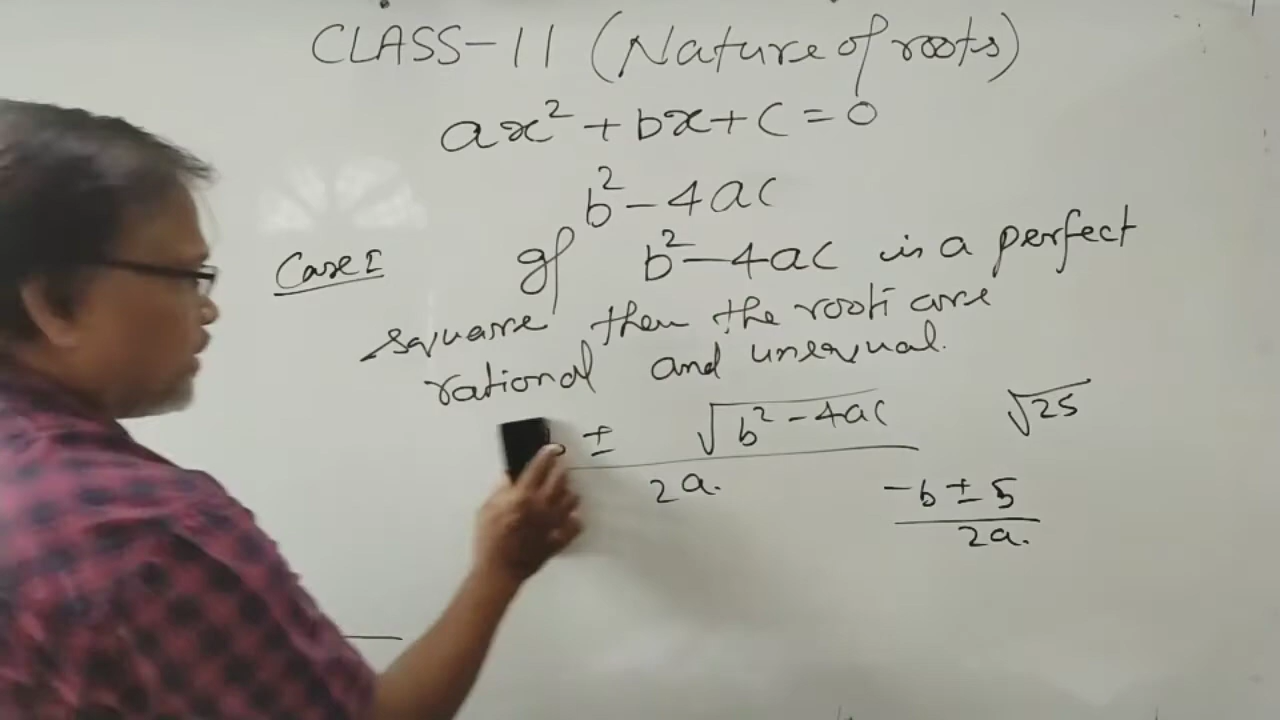 CLASS-11 (Nature of roots)
ax² + bx + c = 0
b² - 4ac
Case I
If b² - 4ac is a perfect
square then the roots are
rational and unequal.
b ± √b² - 4ac
2a.
√25
-b ± 5
2a.